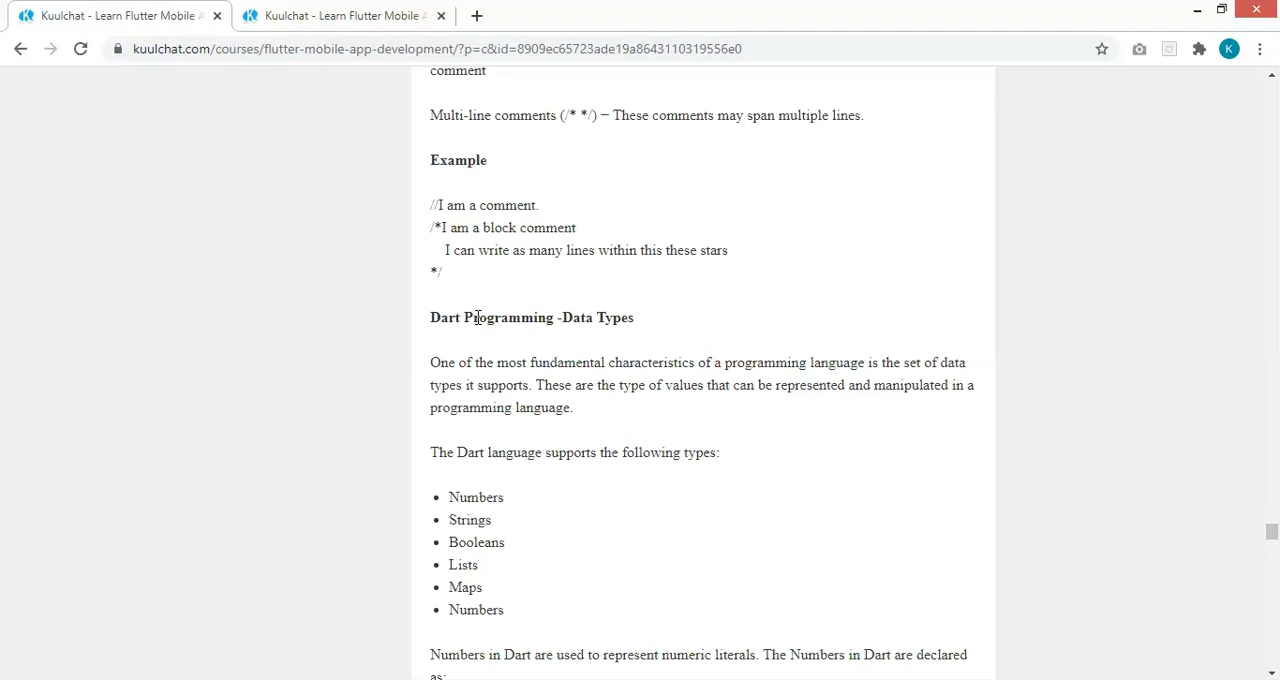 Kuulchat - Learn Flutter Mobile A
Kuulchat - Learn Flutter Mobile A
kuulchat.com/courses/flutter-mobile-app-development/?p=c&id=8909ec65723ade19a8643110319556e0
K
comment
Multi-line comments (/* */) − These comments may span multiple lines.
Example
//I am a comment.
/*I am a block comment
I can write as many lines within this these stars
*/
Dart Programming -Data Types
One of the most fundamental characteristics of a programming language is the set of data
types it supports. These are the type of values that can be represented and manipulated in a
programming language.
The Dart language supports the following types:
• Numbers
• Strings
• Booleans
• Lists
• Maps
• Numbers
Numbers in Dart are used to represent numeric literals. The Numbers in Dart are declared
as: